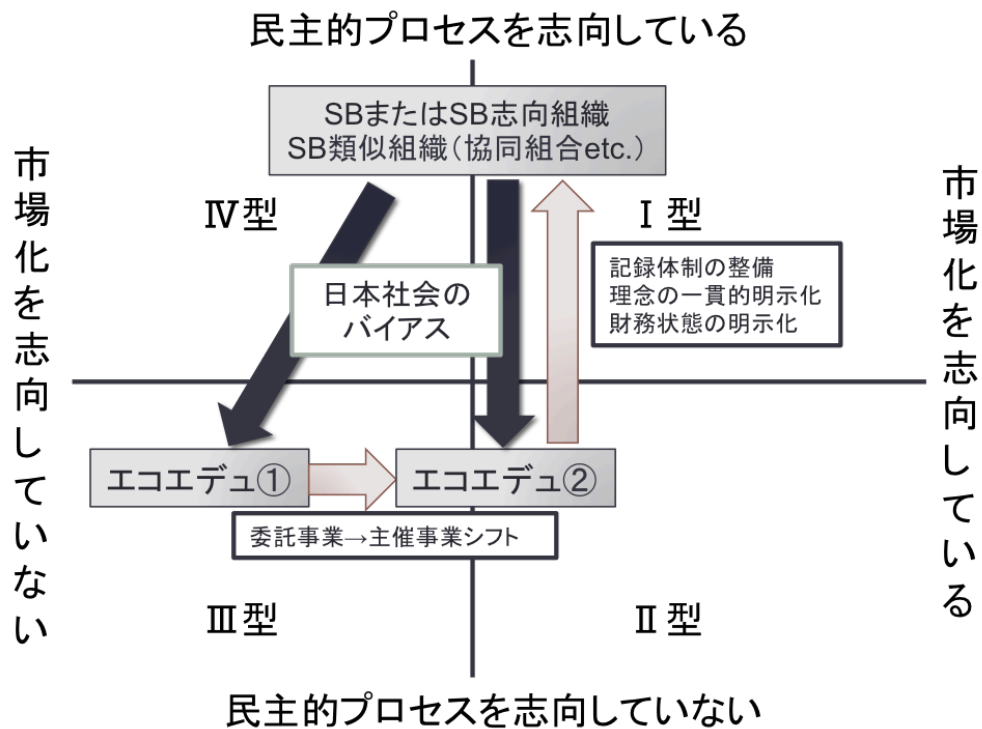 民主的プロセスを志向している
SBまたはSB志向組織
SB類似組織（協同組合etc.）
市場化を志向していない
市場化を志向している
Ⅳ型
Ⅰ型
記録体制の整備
理念の一貫的明示化
財務状態の明示化
日本社会の
バイアス
エコエデュ①
エコエデュ②
委託事業→主催事業シフト
Ⅲ型
Ⅱ型
民主的プロセスを志向していない